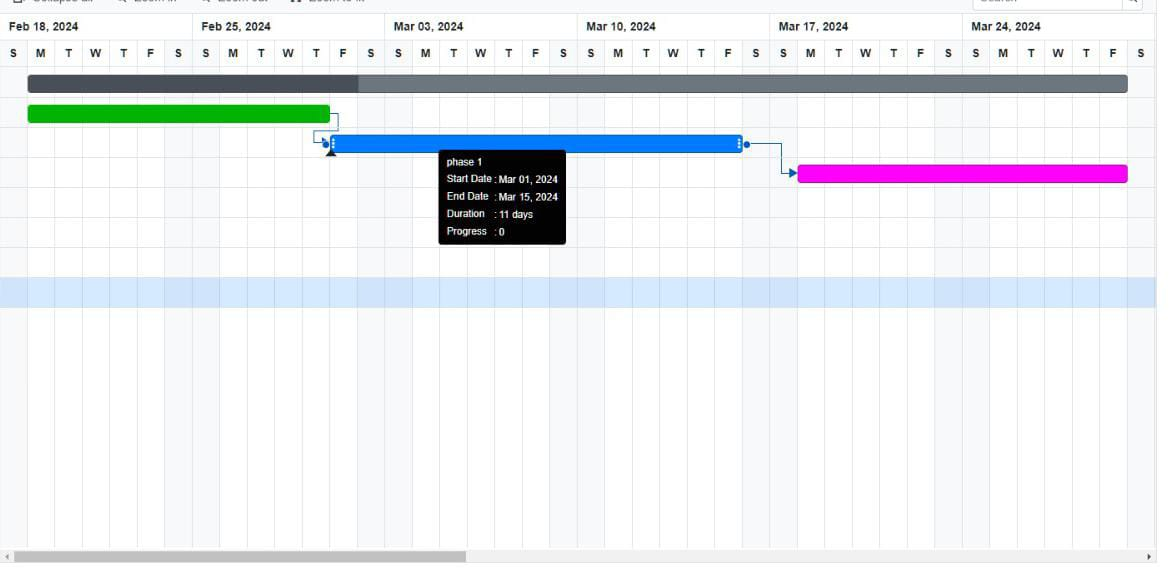 Feb 18, 2024 Feb 25, 2024 Mar 03, 2024 Mar 10, 2024 Mar 17, 2024 Mar 24, 2024
S M T W T F S S M T W T F S S M T W T F S S M T W T F S S M T W T F S S M T W T F S
phase 1
Start Date : Mar 01, 2024
End Date : Mar 15, 2024
Duration : 11 days
Progress : 0